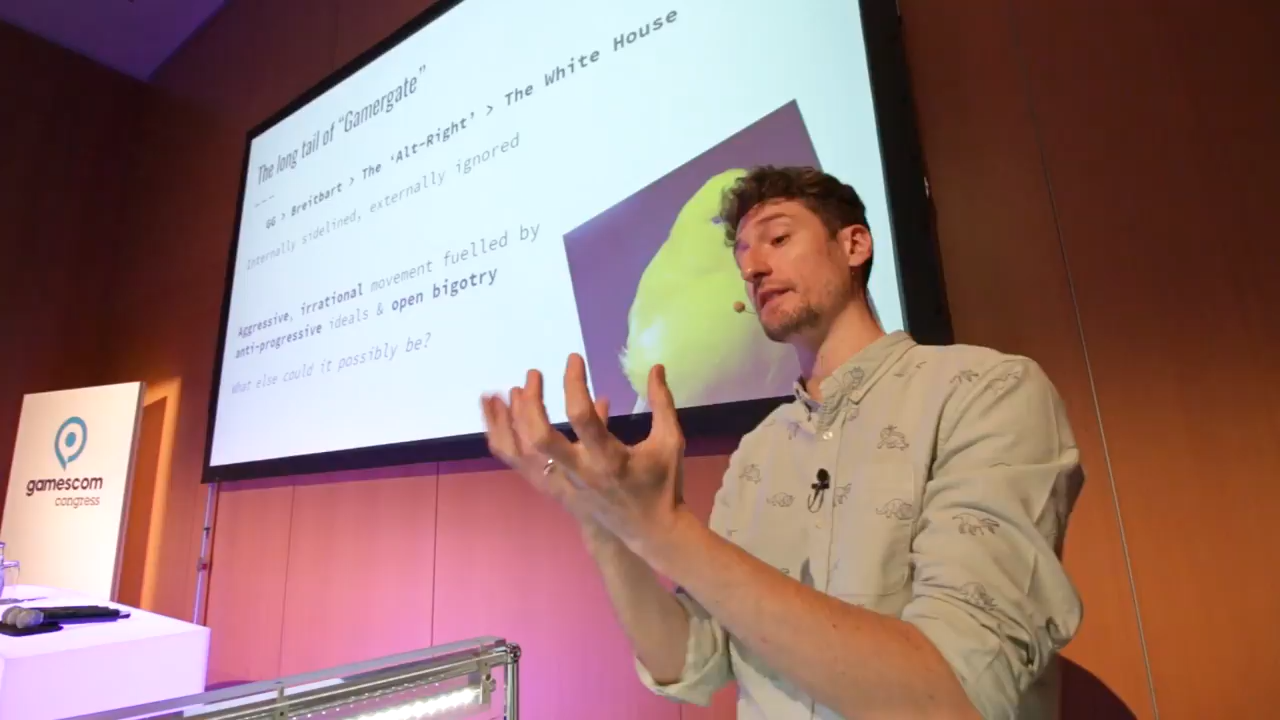 The long tail of “Gamergate”
---
GG > Breitbart > The ‘Alt-Right’ > The White House
Internally sidelined, externally ignored
Aggressive, irrational movement fuelled by
anti-progressive ideals & open bigotry
What else could it possibly be?
gamescom
congress